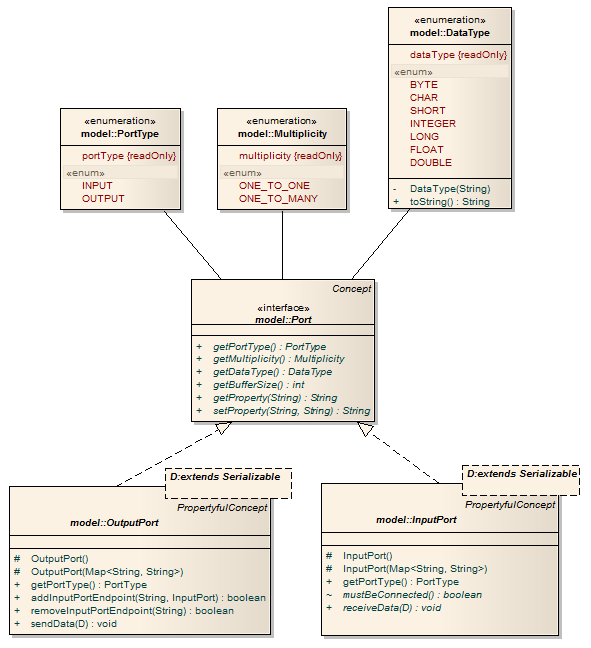 «enumeration»
model::DataType
dataType {readOnly}
«enum»
BYTE
CHAR
SHORT
INTEGER
LONG
FLOAT
DOUBLE
- DataType(String)
+ toString() : String
«enumeration»
model::PortType
portType {readOnly}
«enum»
INPUT
OUTPUT
«enumeration»
model::Multiplicity
multiplicity {readOnly}
«enum»
ONE_TO_ONE
ONE_TO_MANY
Concept
«interface»
model::Port
+ getPortType() : PortType
+ getMultiplicity() : Multiplicity
+ getDataType() : DataType
+ getBufferSize() : int
+ getProperty(String) : String
+ setProperty(String, String) : String
D:extends Serializable
PropertyfulConcept
model::OutputPort
# OutputPort()
# OutputPort(Map<String, String>)
+ getPortType() : PortType
+ addInputPortEndpoint(String, InputPort) : boolean
+ removeInputPortEndpoint(String) : boolean
+ sendData(D) : void
D:extends Serializable
PropertyfulConcept
model::InputPort
# InputPort()
# InputPort(Map<String, String>)
+ getPortType() : PortType
~ mustBeConnected() : boolean
+ receiveData(D) : void